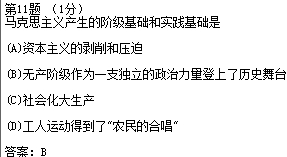 第11题 (1分)
马克思主义产生的阶级基础和实践基础是
(A)资本主义的剥削和压迫
(B)无产阶级作为一支独立的政治力量登上了历史舞台
(C)社会化大生产
(D)工人运动得到了“农民的合唱”
答案: B